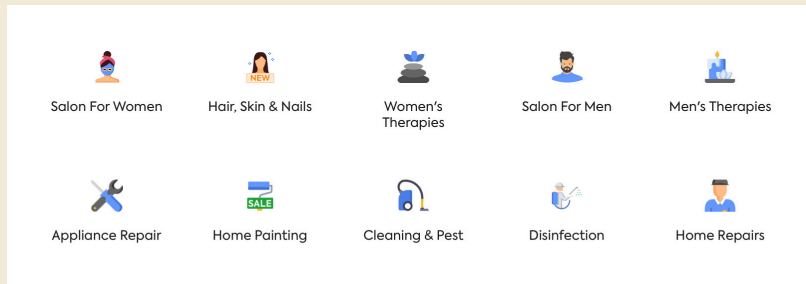 NEW
Salon For Women
Hair, Skin & Nails
Women's
Therapies
Salon For Men
Men's Therapies
SALE
Appliance Repair
Home Painting
Cleaning & Pest
Disinfection
Home Repairs